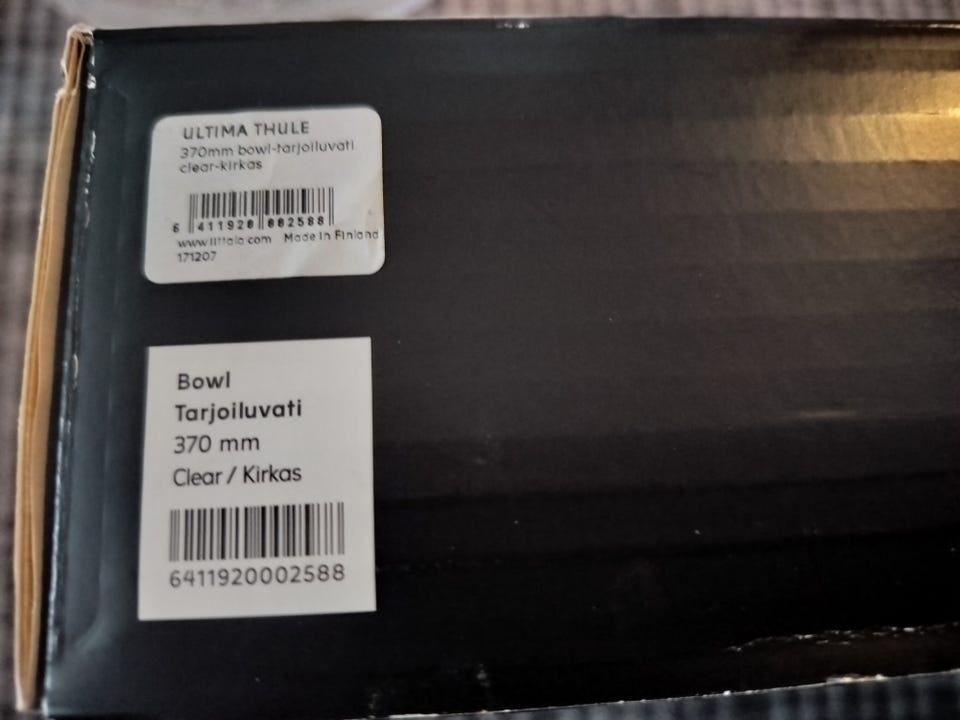 ULTIMA THULE
370mm bowl-tarjoiluvati
clear-kirkas
6 411920 002588
www.iittala.com Made in Finland
171207
Bowl
Tarjoiluvati
370 mm
Clear / Kirkas
6411920002588